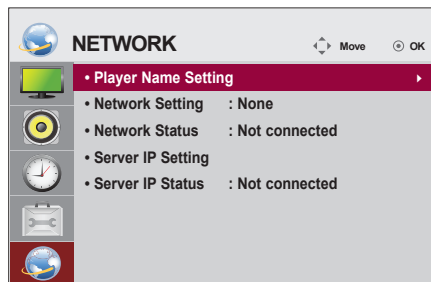 NETWORK Move OK
• Player Name Setting
• Network Setting : None
• Network Status : Not connected
• Server IP Setting
• Server IP Status : Not connected